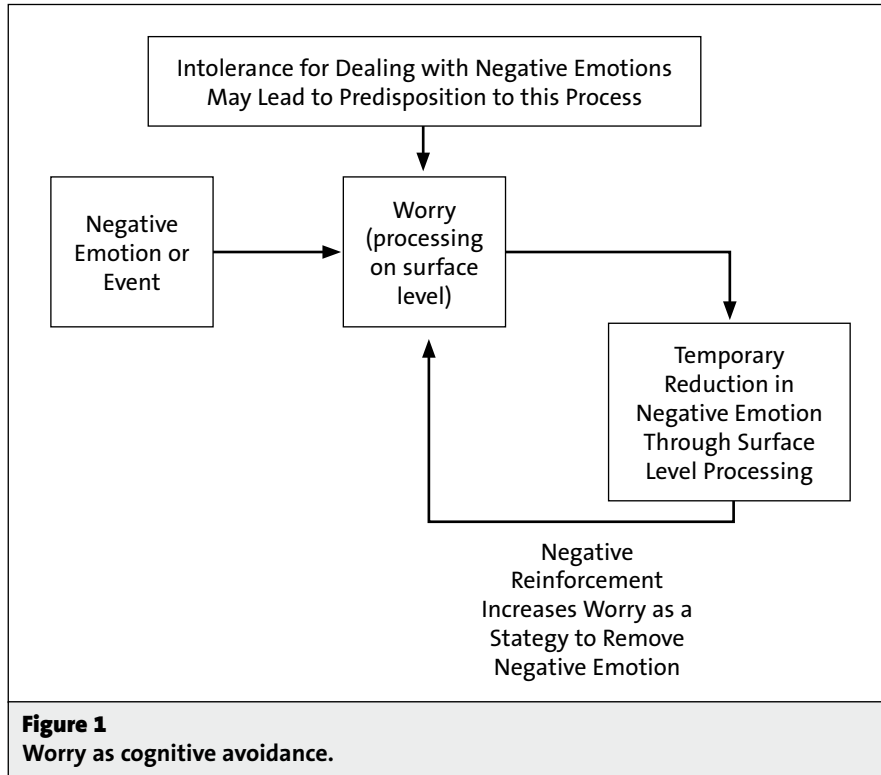 Intolerance for Dealing with Negative Emotions
May Lead to Predisposition to this Process
Negative
Emotion or
Event
Worry
(processing
on surface
level)
Temporary
Reduction in
Negative Emotion
Through Surface
Level Processing
Negative
Reinforcement
Increases Worry as a
Stategy to Remove
Negative Emotion
Figure 1
Worry as cognitive avoidance.